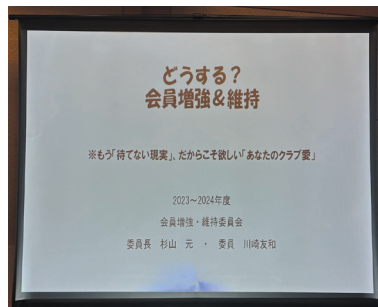 どうする？
会員増強＆維持
※もう「待てない現実」、だからこそ欲しい「あなたのクラブ愛」
2023～2024年度
会員増強・維持委員会
委員長　杉山　元　・　委員　川崎友和